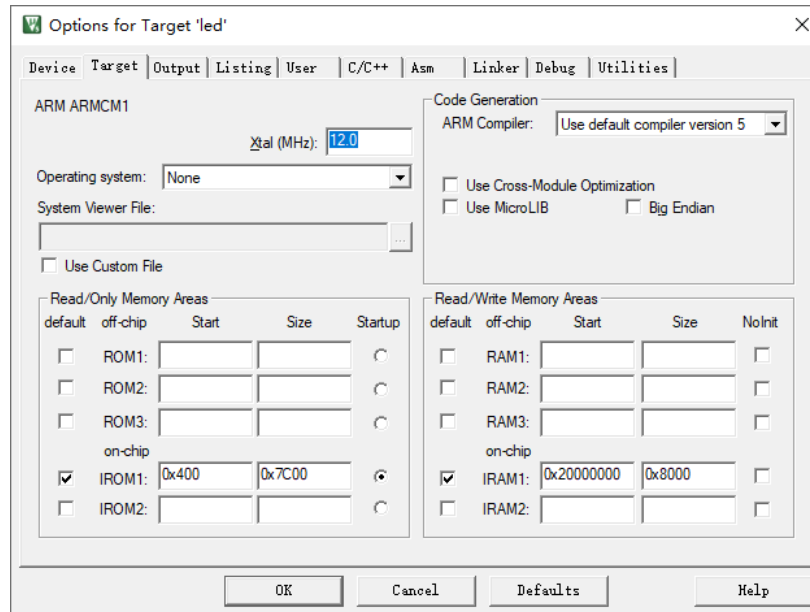 Options for Target 'led'
Device Target Output Listing User C/C++ Asm Linker Debug Utilities
ARM ARMCM1
Xtal (MHz): 12.0
Operating system: None
System Viewer File:
...
Use Custom File
Code Generation
ARM Compiler: Use default compiler version 5
Use Cross-Module Optimization
Use MicroLIB Big Endian
Read/Only Memory Areas
default off-chip Start Size Startup
ROM1:
ROM2:
ROM3:
on-chip
IROM1: 0x400 0x7C00
IROM2:
Read/Write Memory Areas
default off-chip Start Size NoInit
RAM1:
RAM2:
RAM3:
on-chip
IRAM1: 0x20000000 0x8000
IRAM2:
OK Cancel Defaults Help